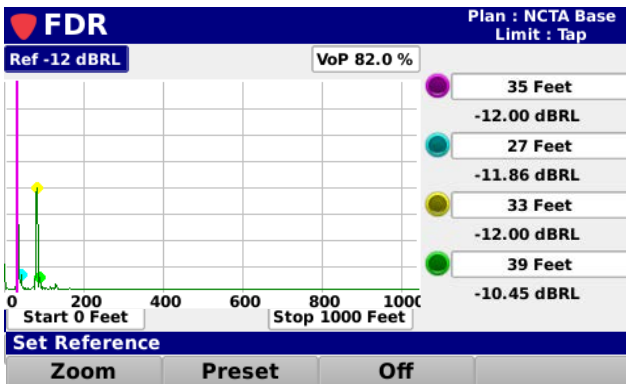 FDR
Plan : NCTA Base
Limit : Tap
Ref -12 dBRL
VoP 82.0 %
35 Feet
-12.00 dBRL
27 Feet
-11.86 dBRL
33 Feet
-12.00 dBRL
39 Feet
-10.45 dBRL
0 200 400 600 800 1000
Start 0 Feet
Stop 1000 Feet
Set Reference
Zoom Preset Off